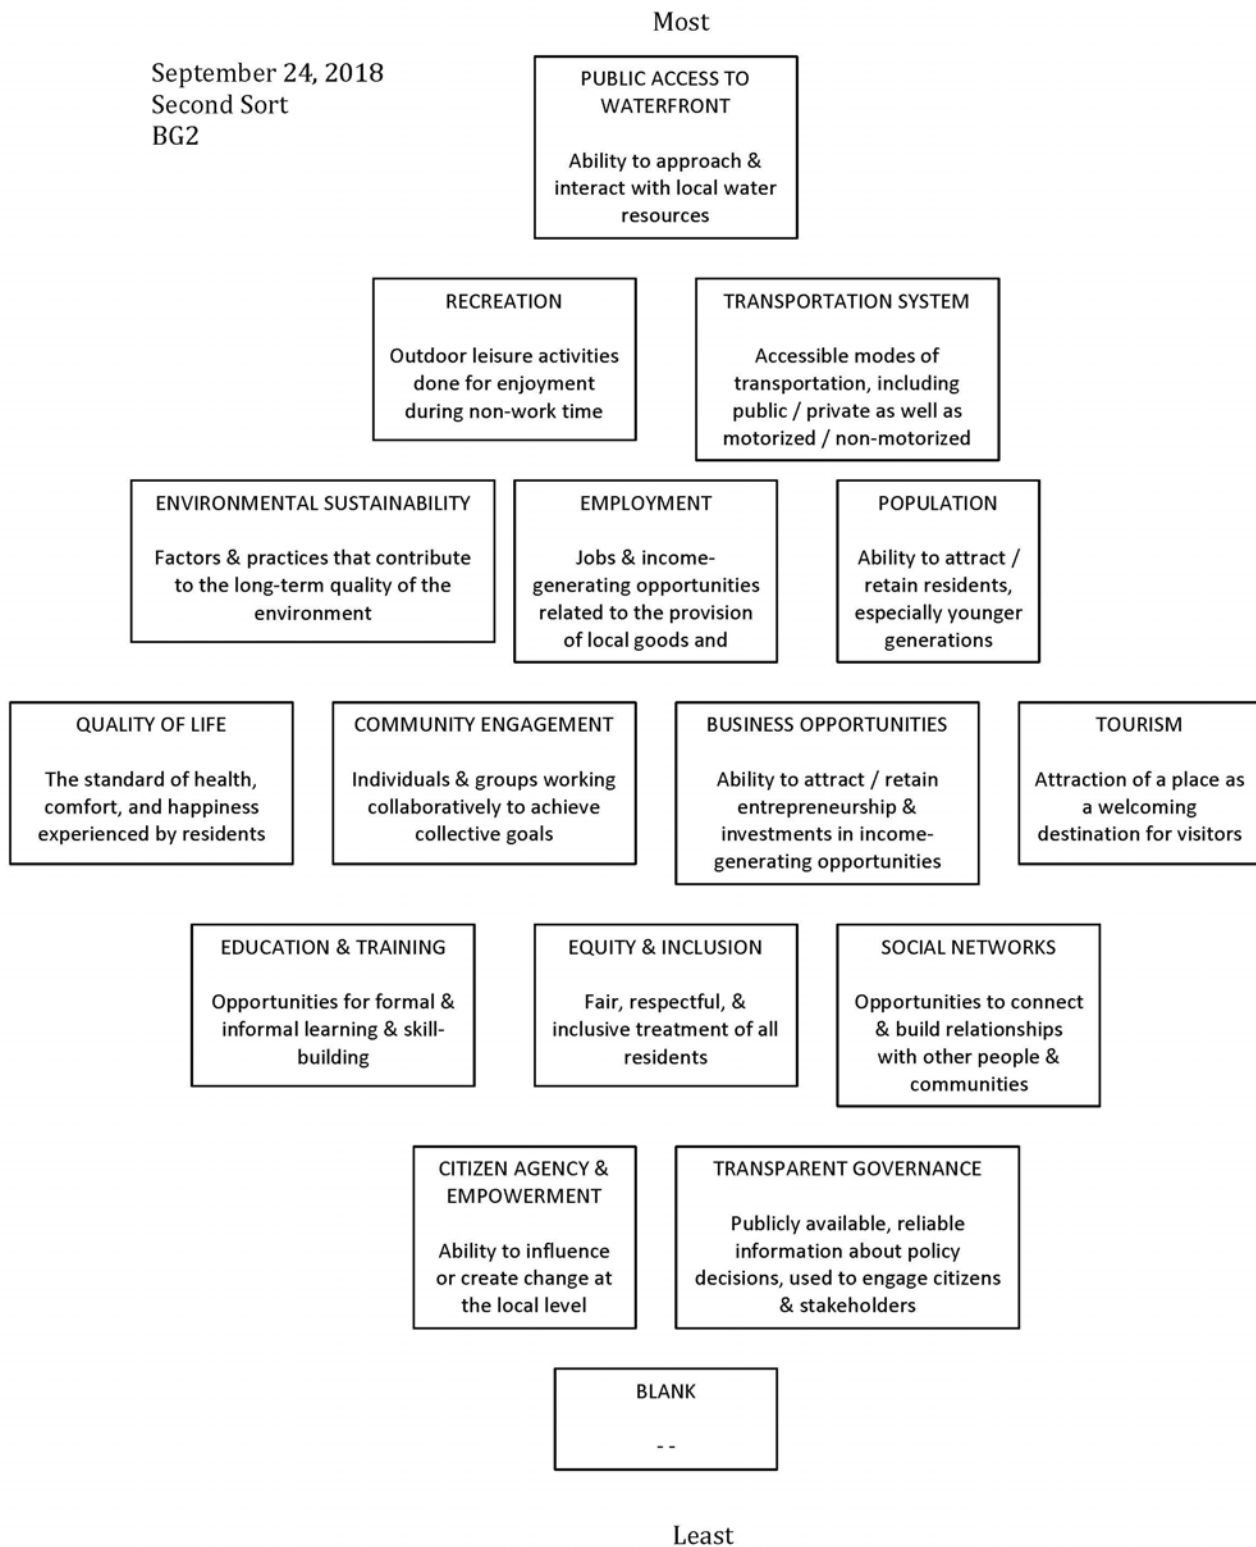 Most
September 24, 2018
Second Sort
BG2
PUBLIC ACCESS TO
WATERFRONT
Ability to approach &
interact with local water
resources
RECREATION
Outdoor leisure activities
done for enjoyment
during non-work time
TRANSPORTATION SYSTEM
Accessible modes of
transportation, including
public / private as well as
motorized / non-motorized
ENVIRONMENTAL SUSTAINABILITY
Factors & practices that contribute
to the long-term quality of the
environment
EMPLOYMENT
Jobs & income-
generating opportunities
related to the provision
of local goods and
POPULATION
Ability to attract /
retain residents,
especially younger
generations
QUALITY OF LIFE
The standard of health,
comfort, and happiness
experienced by residents
COMMUNITY ENGAGEMENT
Individuals & groups working
collaboratively to achieve
collective goals
BUSINESS OPPORTUNITIES
Ability to attract / retain
entrepreneurship &
investments in income-
generating opportunities
TOURISM
Attraction of a place as
a welcoming
destination for visitors
EDUCATION & TRAINING
Opportunities for formal &
informal learning & skill-
building
EQUITY & INCLUSION
Fair, respectful, &
inclusive treatment of all
residents
SOCIAL NETWORKS
Opportunities to connect
& build relationships
with other people &
communities
CITIZEN AGENCY &
EMPOWERMENT
Ability to influence
or create change at
the local level
TRANSPARENT GOVERNANCE
Publicly available, reliable
information about policy
decisions, used to engage citizens
& stakeholders
BLANK
- -
Least